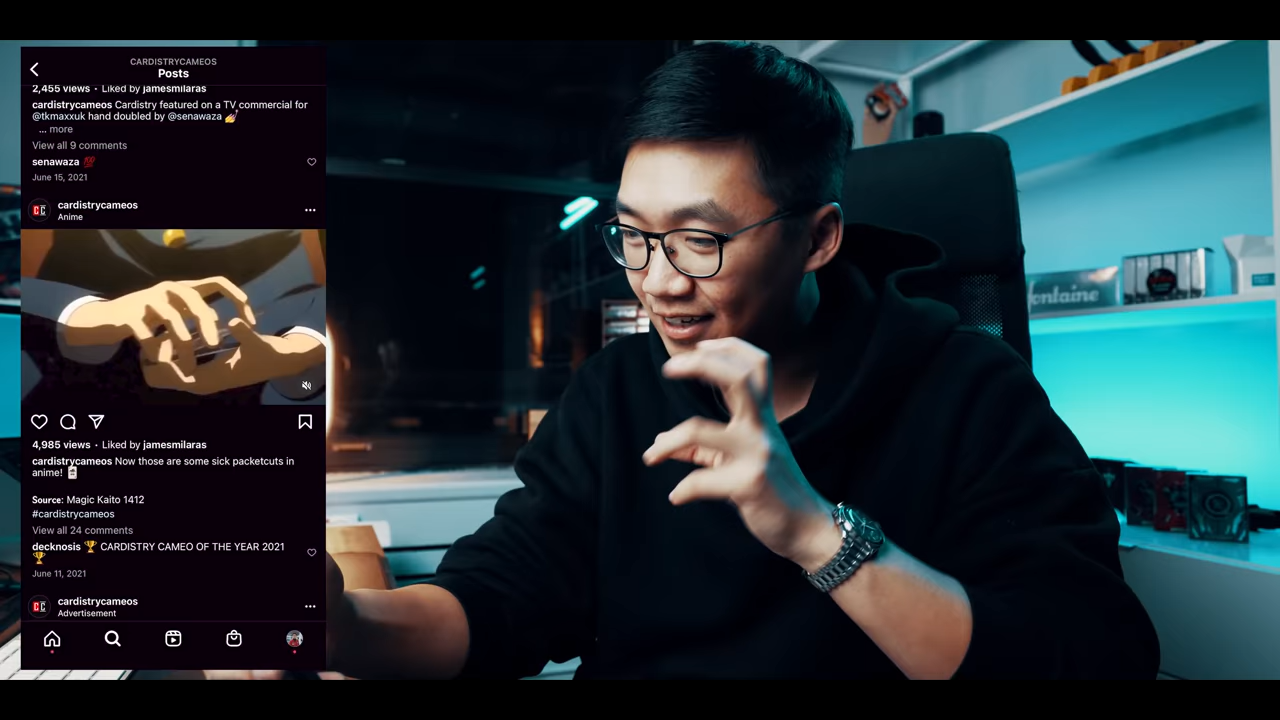 CARDISTRYCAMEOS
Posts
2,455 views • Liked by jamesmilaras
cardistrycameos Cardistry featured on a TV commercial for
@tkmaxxuk hand doubled by @senawaza 💅
... more
View all 9 comments
senawaza 💯
June 15, 2021
cardistrycameos
Anime
4,985 views • Liked by jamesmilaras
cardistrycameos Now those are some sick packetcuts in
anime! 🃏
Source: Magic Kaito 1412
#cardistrycameos
View all 24 comments
decknosis 🏆 CARDISTRY CAMEO OF THE YEAR 2021
🏆
June 11, 2021
cardistrycameos
Advertisement
fontaine